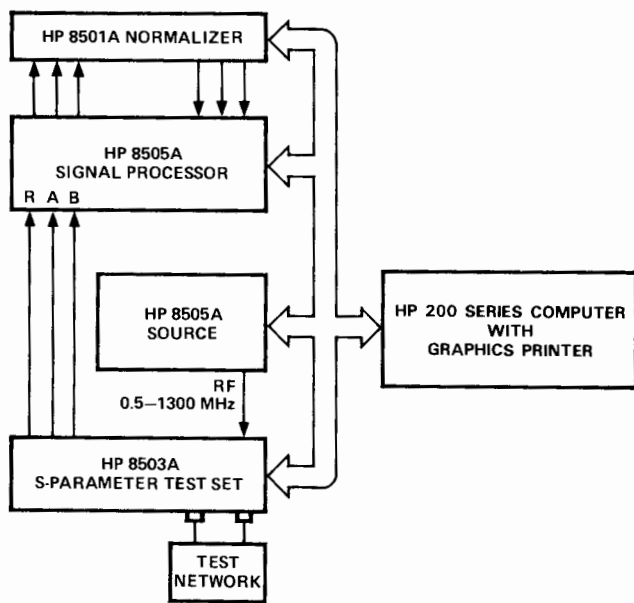 HP 8501A NORMALIZER
HP 8505A
SIGNAL PROCESSOR
R A B
HP 8505A
SOURCE
HP 200 SERIES COMPUTER
WITH
GRAPHICS PRINTER
RF
0.5–1300 MHz
HP 8503A
S-PARAMETER TEST SET
TEST
NETWORK